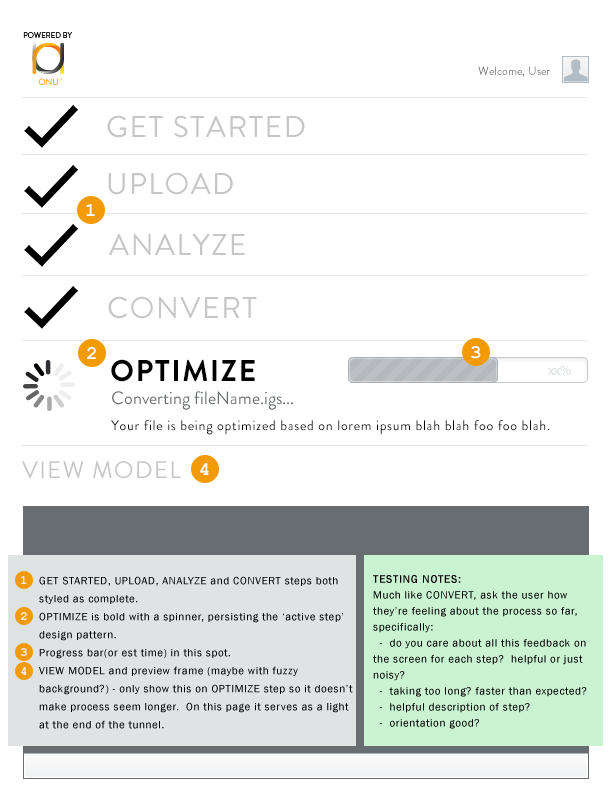 POWERED BY
ONU
Welcome, User
GET STARTED
UPLOAD
1
ANALYZE
CONVERT
2
3
OPTIMIZE
xx%
Converting fileName.igs...
Your file is being optimized based on lorem ipsum blah blah foo foo blah.
VIEW MODEL
4
1 GET STARTED, UPLOAD, ANALYZE and CONVERT steps both
styled as complete.
2 OPTIMIZE is bold with a spinner, persisting the ‘active step’
design pattern.
3 Progress bar(or est time) in this spot.
4 VIEW MODEL and preview frame (maybe with fuzzy
background?) - only show this on OPTIMIZE step so it doesn’t
make process seem longer. On this page it serves as a light
at the end of the tunnel.
TESTING NOTES:
Much like CONVERT, ask the user how
they’re feeling about the process so far,
specifically:
- do you care about all this feedback on
the screen for each step? helpful or just
noisy?
- taking too long? faster than expected?
- helpful description of step?
- orientation good?